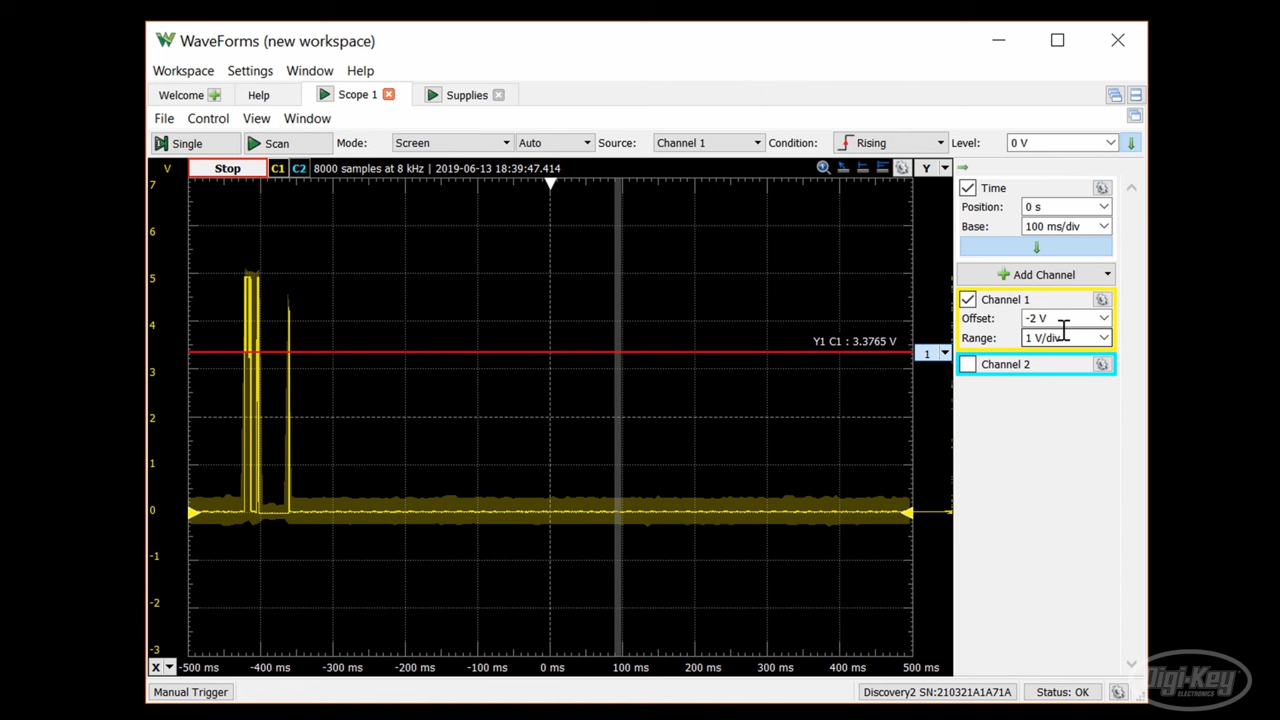 WaveForms (new workspace)
Workspace Settings Window Help
Welcome Help Scope 1 Supplies
File Control View Window
Single Scan Mode: Screen Auto Source: Channel 1 Condition: Rising Level: 0 V
V Stop C1 C2 8000 samples at 8 kHz | 2019-06-13 18:39:47.414 Y
7
6
5
4
3
2
1
0
-1
-2
-3
Y1 C1 : 3.3765 V
1
X -500 ms -400 ms -300 ms -200 ms -100 ms 0 ms 100 ms 200 ms 300 ms 400 ms 500 ms
Time
Position: 0 s
Base: 100 ms/div
Add Channel
Channel 1
Offset: -2 V
Range: 1 V/div
Channel 2
Manual Trigger Discovery2 SN:210321A1A71A Status: OK
Digi-Key
ELECTRONICS